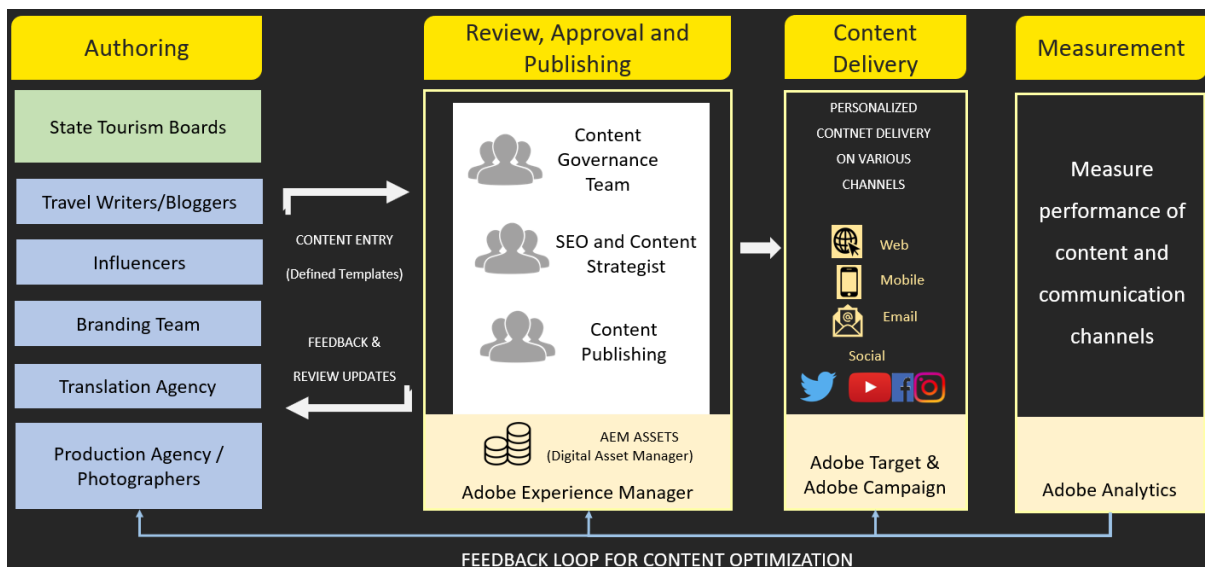 Authoring
State Tourism Boards
Travel Writers/Bloggers
Influencers
Branding Team
Translation Agency
Production Agency /
Photographers
CONTENT ENTRY
(Defined Templates)
FEEDBACK &
REVIEW UPDATES
Review, Approval and
Publishing
Content
Governance
Team
SEO and Content
Strategist
Content
Publishing
AEM ASSETS
(Digital Asset Manager)
Adobe Experience Manager
Content
Delivery
PERSONALIZED
CONTNET DELIVERY
ON VARIOUS
CHANNELS
Web
Mobile
Email
Social
Adobe Target &
Adobe Campaign
Measurement
Measure
performance of
content and
communication
channels
Adobe Analytics
FEEDBACK LOOP FOR CONTENT OPTIMIZATION